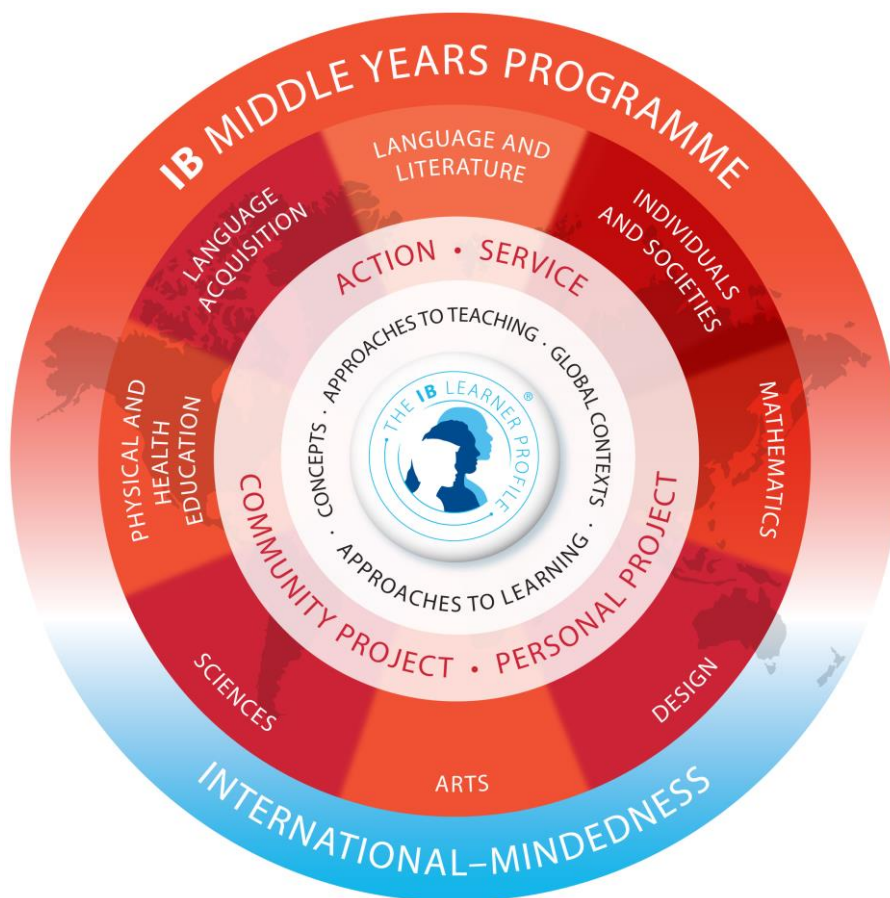 IB MIDDLE YEARS PROGRAMME
LANGUAGE AND
LITERATURE
INDIVIDUALS
AND SOCIETIES
MATHEMATICS
DESIGN
ARTS
SCIENCES
PHYSICAL AND
HEALTH
EDUCATION
LANGUAGE
ACQUISITION
ACTION • SERVICE
PERSONAL PROJECT
•
COMMUNITY PROJECT
APPROACHES TO TEACHING · GLOBAL CONTEXTS · APPROACHES TO LEARNING · CONCEPTS ·
• THE IB LEARNER PROFILE • ®
INTERNATIONAL–MINDEDNESS